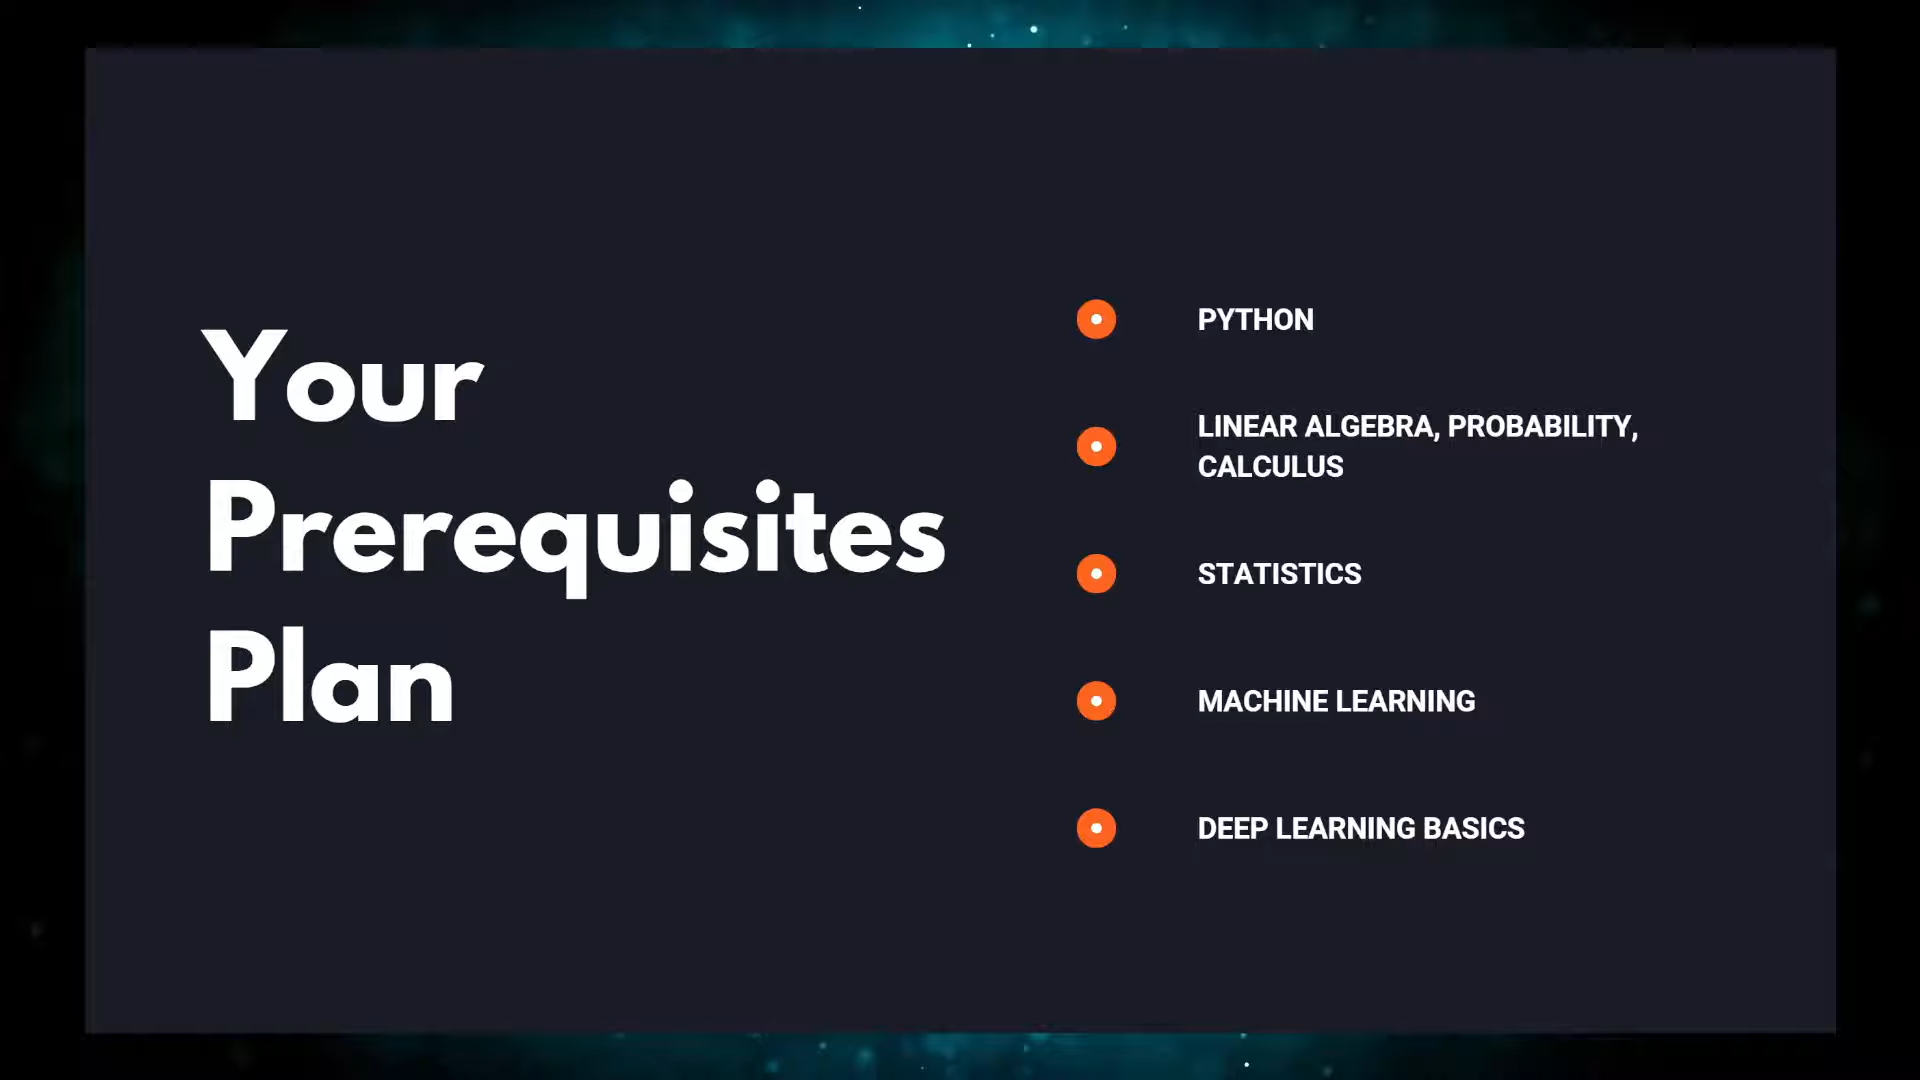 Your
Prerequisites
Plan
PYTHON
LINEAR ALGEBRA, PROBABILITY,
CALCULUS
STATISTICS
MACHINE LEARNING
DEEP LEARNING BASICS